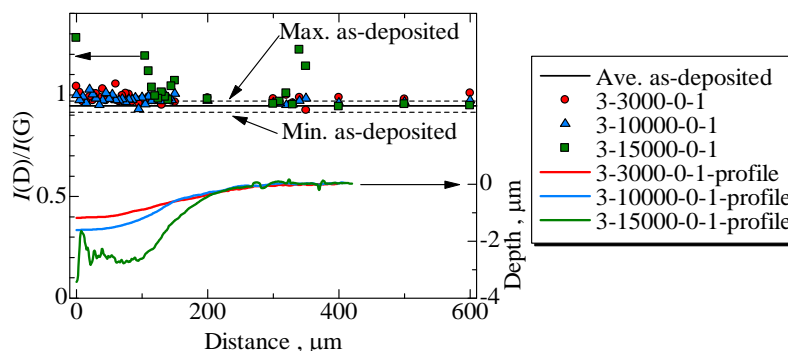 Max. as-deposited
Min. as-deposited
I(D)/I(G)
1
0.5
0
0
−2
−4
Depth , μm
0
200
400
600
Distance , μm
Ave. as-deposited
3-3000-0-1
3-10000-0-1
3-15000-0-1
3-3000-0-1-profile
3-10000-0-1-profile
3-15000-0-1-profile